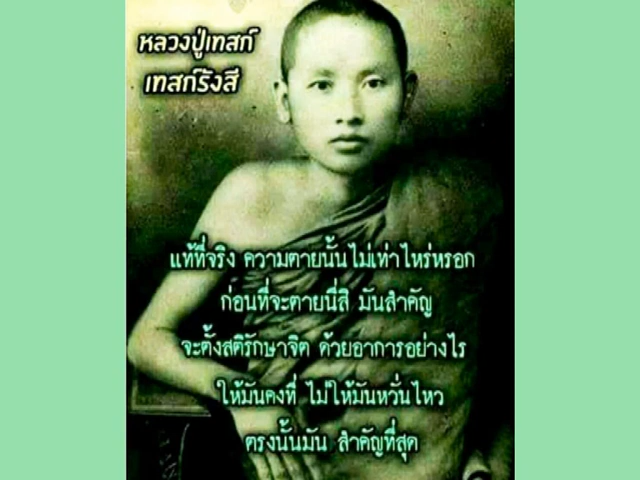 หลวงปู่เทสก์
เทสก์รังสี
แท้ที่จริง ความตายนั้นไม่เท่าไหร่หรอก
ก่อนที่จะตายนี่สิ มันสำคัญ
จะตั้งสติรักษาจิต ด้วยอาการอย่างไร
ให้มันคงที่ ไม่ให้มันหวั่นไหว
ตรงนั้นมัน สำคัญที่สุด